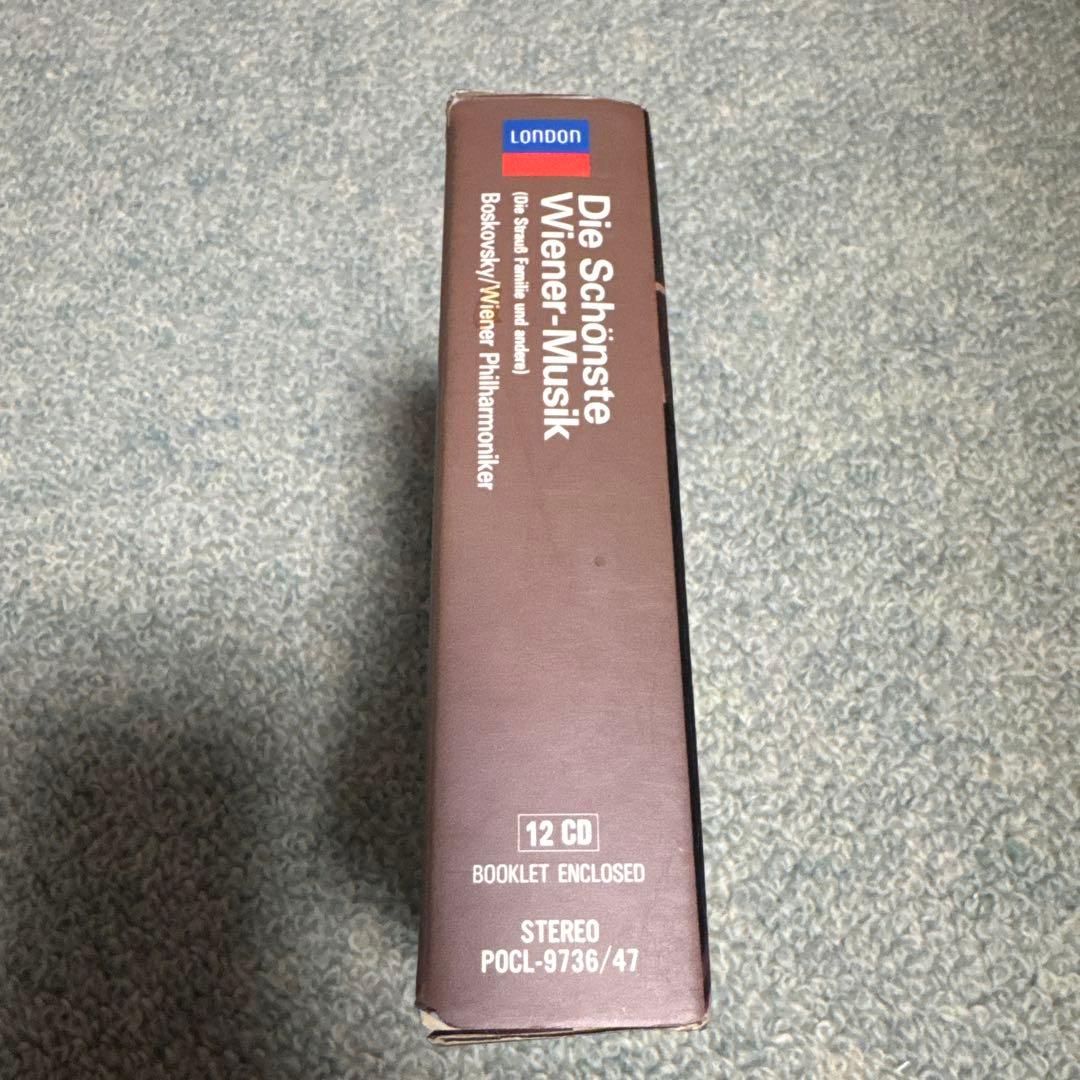 LONDON
Die Schönste
Wiener-Musik
(Die Strauß Familie und andere)
Boskovsky/Wiener Philharmoniker
12 CD
BOOKLET ENCLOSED
STEREO
POCL-9736/47